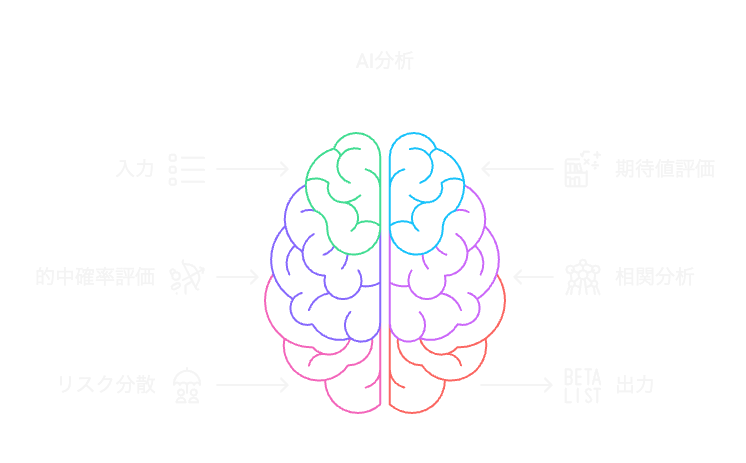 AI分析
入力
期待値評価
的中確率評価
相関分析
リスク分散
BETA
LIST
出力